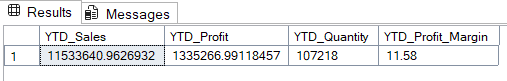 Results Messages
YTD_Sales YTD_Profit YTD_Quantity YTD_Profit_Margin
1 11533640.9626932 1335266.99118457 107218 11.58